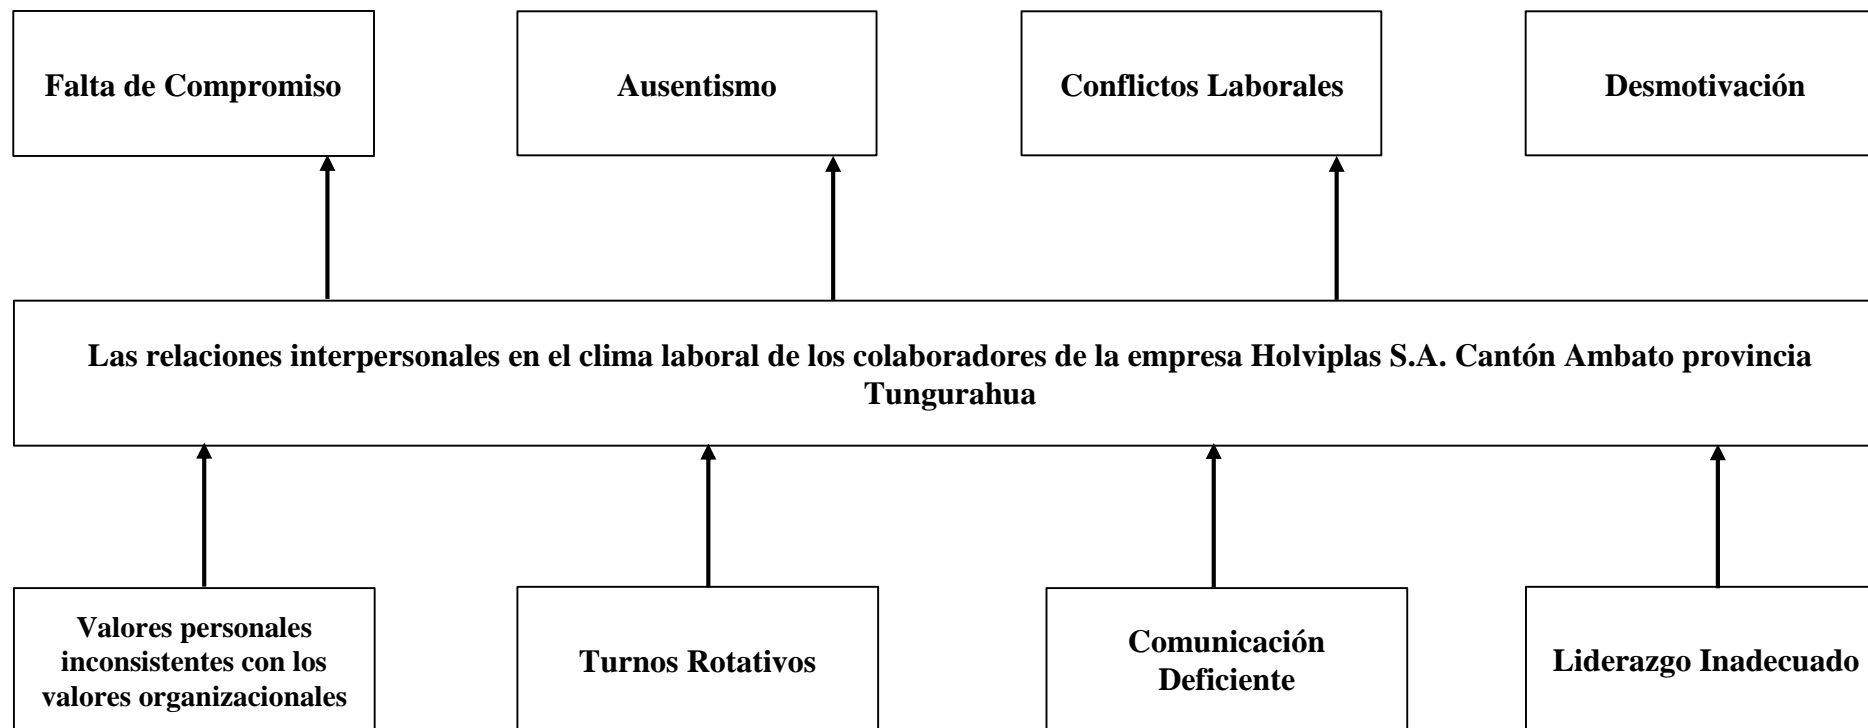 Falta de Compromiso
Ausentismo
Conflictos Laborales
Desmotivación
Las relaciones interpersonales en el clima laboral de los colaboradores de la empresa Holviplas S.A. Cantón Ambato provincia
Tungurahua
Valores personales
inconsistentes con los
valores organizacionales
Turnos Rotativos
Comunicación
Deficiente
Liderazgo Inadecuado